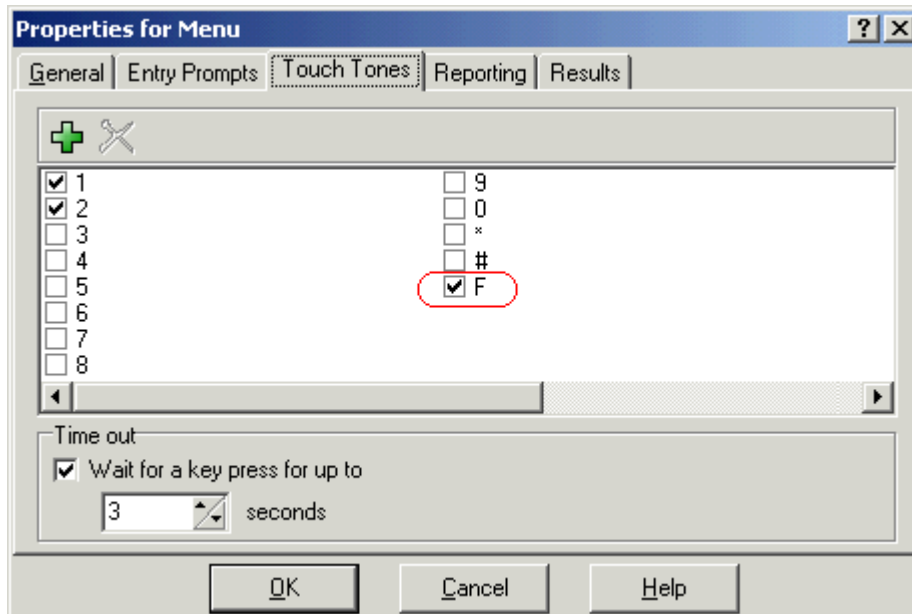 Properties for Menu
General Entry Prompts Touch Tones Reporting Results
1
2
3
4
5
6
7
8
9
0
*
#
F
Time out
Wait for a key press for up to
3 seconds
OK Cancel Help